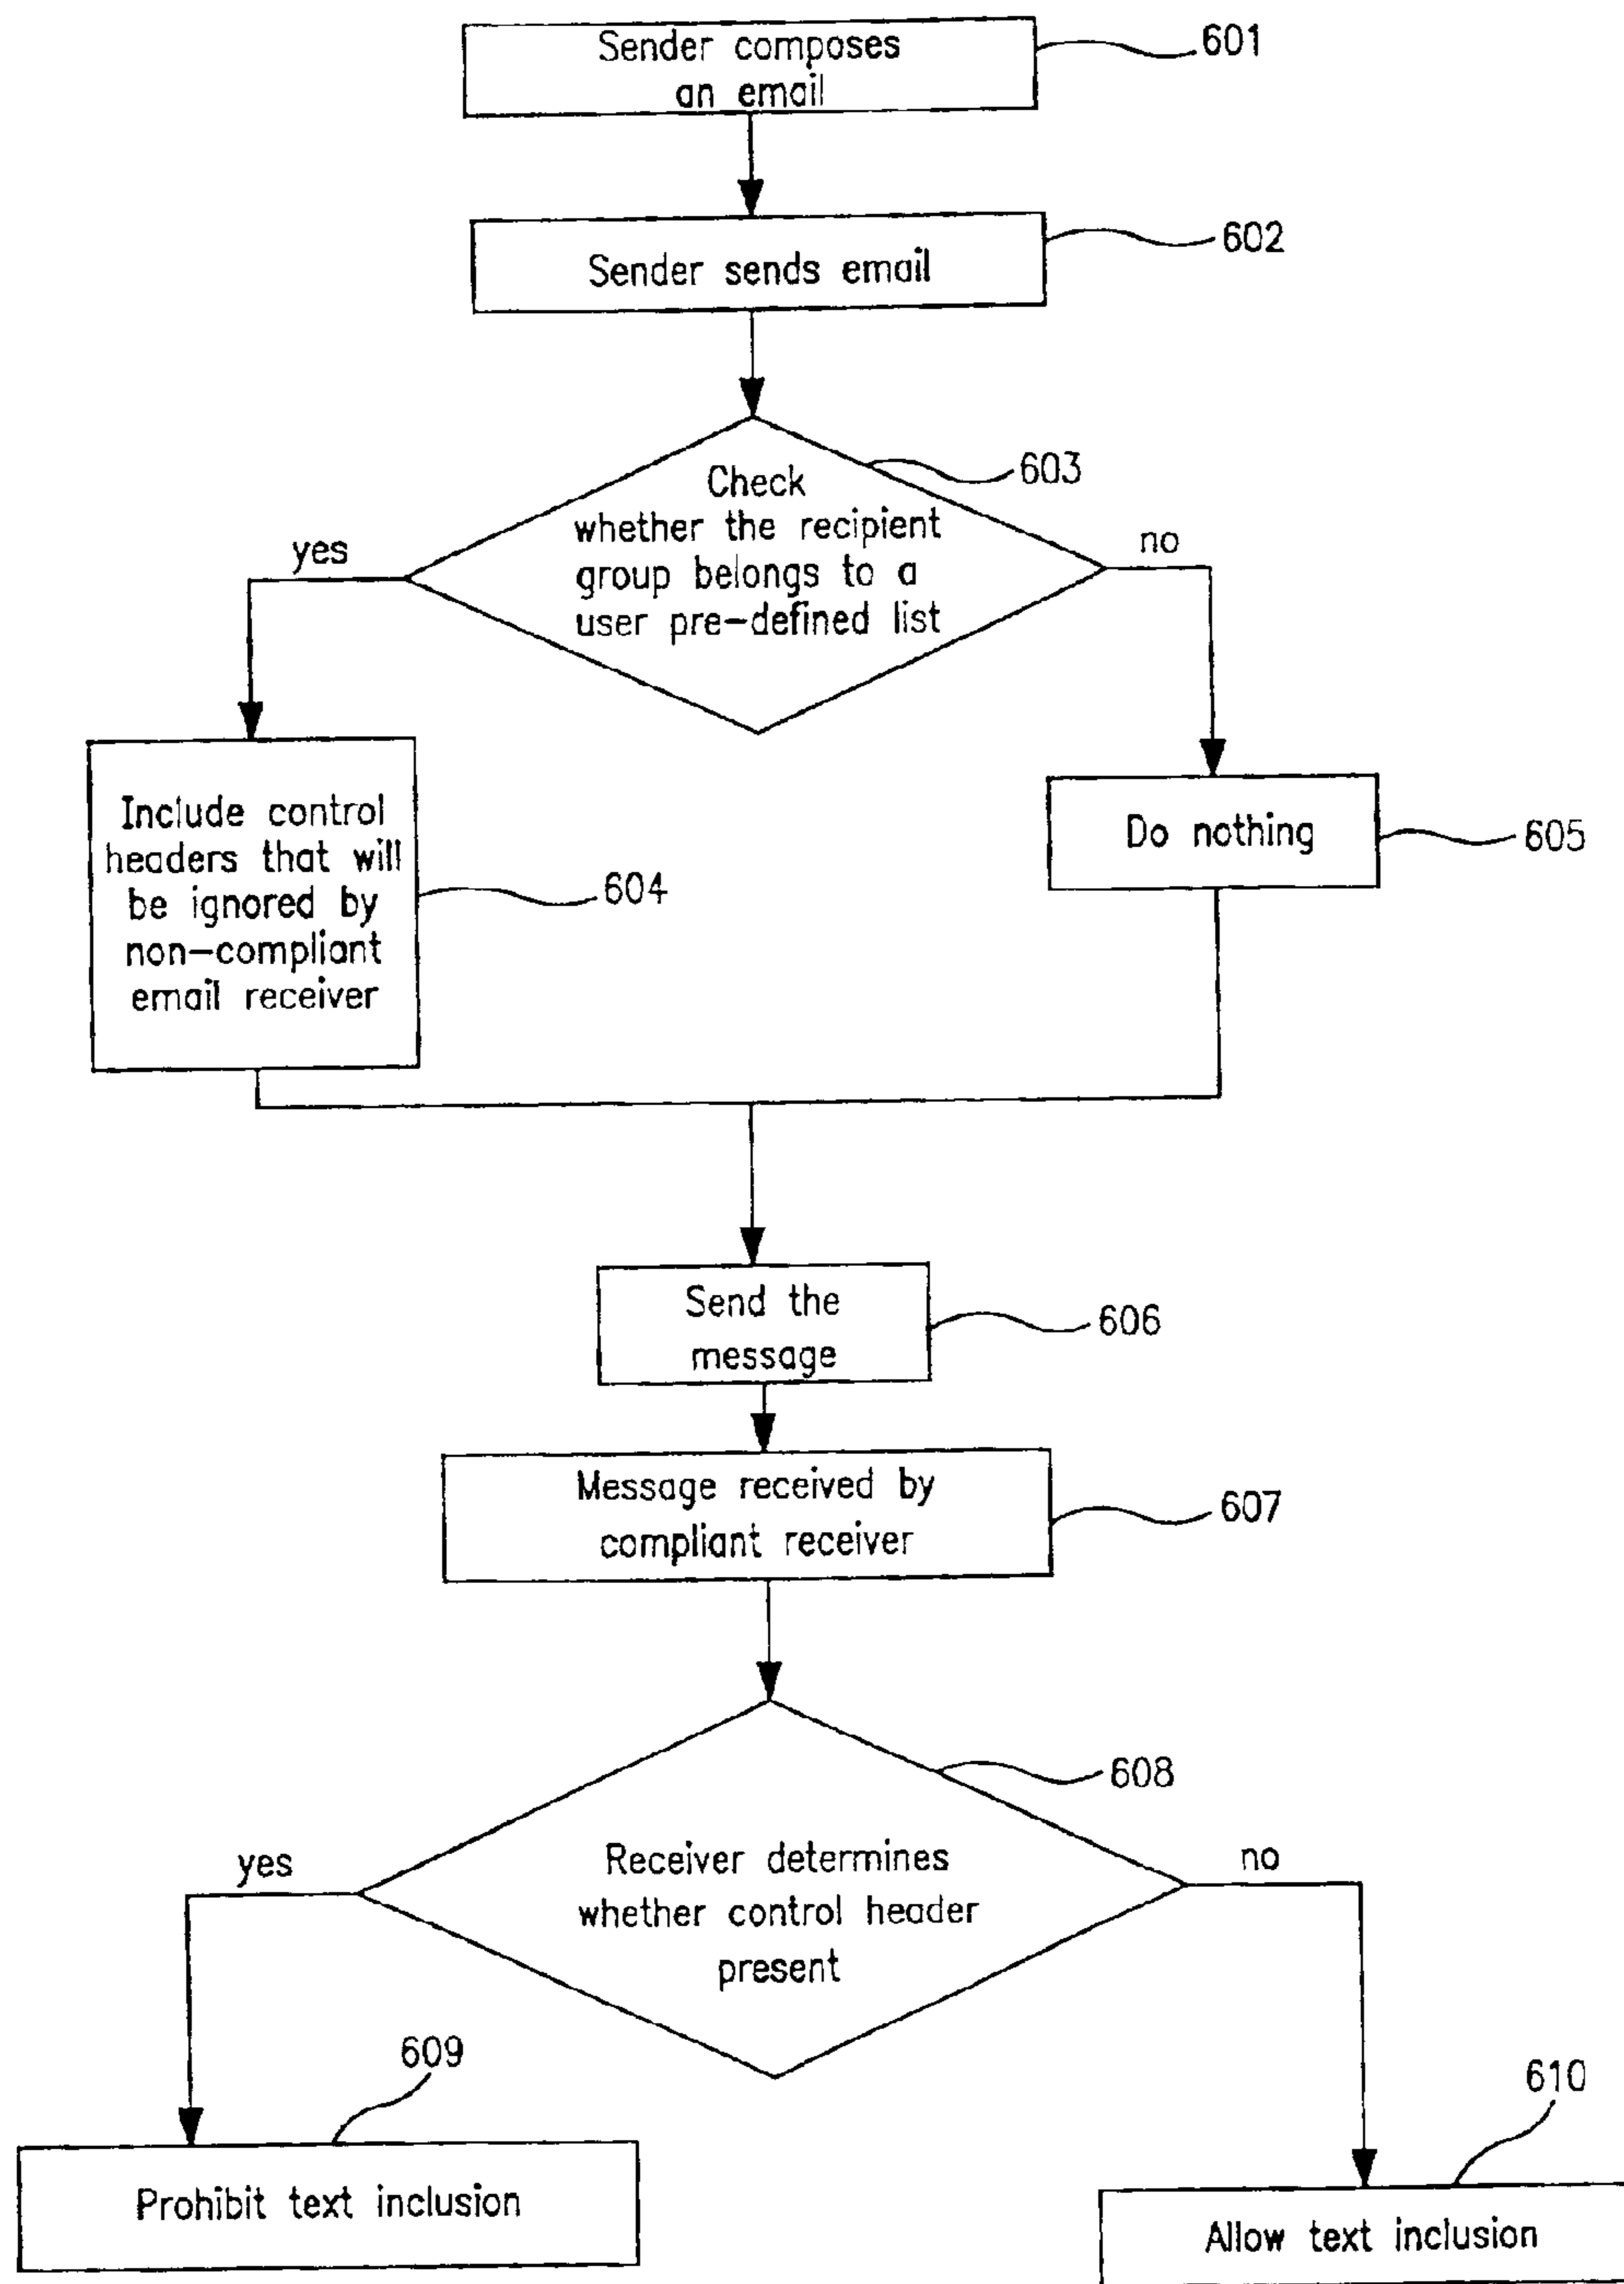 Sender composes
an email
601
Sender sends email
602
Check
whether the recipient
group belongs to a
user pre-defined list
603
yes
no
Include control
headers that will
be ignored by
non-compliant
email receiver
604
Do nothing
605
Send the
message
606
Message received by
compliant receiver
607
608
Receiver determines
whether control header
present
yes
no
609
Prohibit text inclusion
610
Allow text inclusion